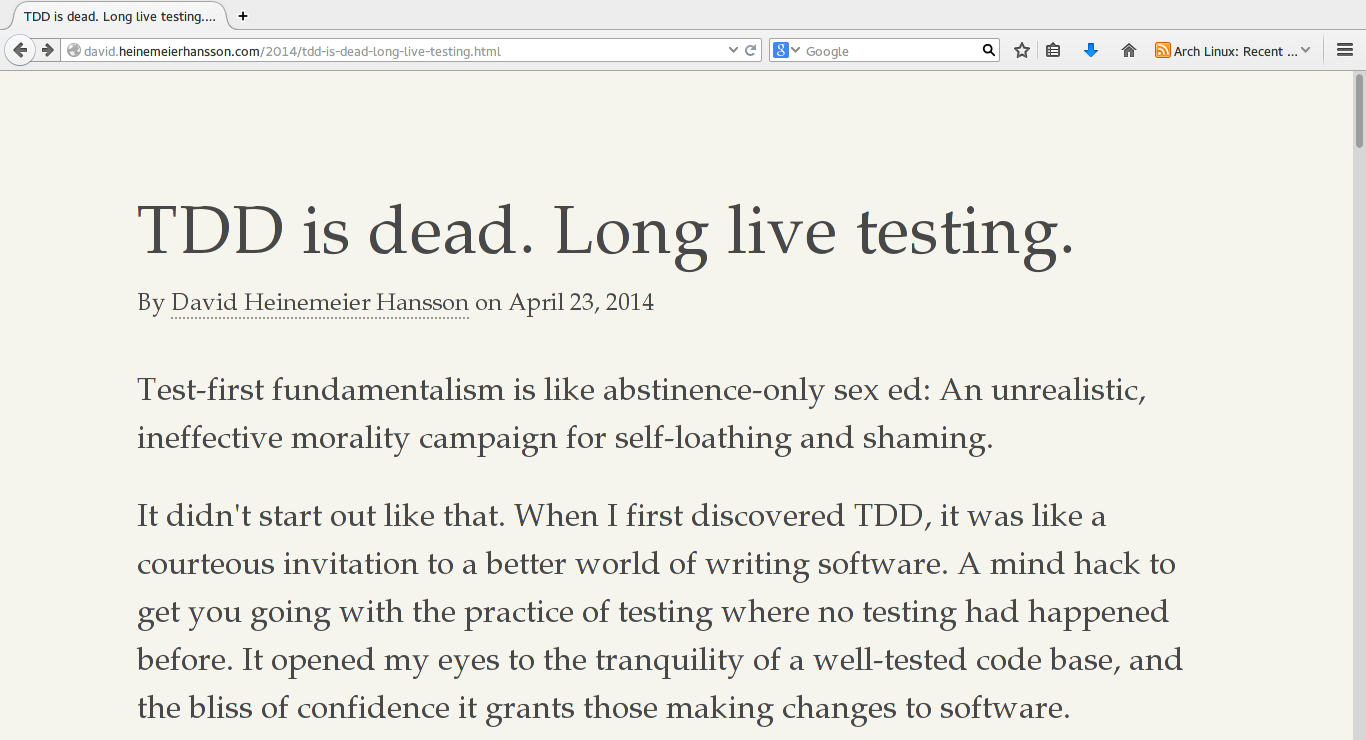 TDD is dead. Long live testing....
david.heinemeierhansson.com/2014/tdd-is-dead-long-live-testing.html
Google
Arch Linux: Recent ...
TDD is dead. Long live testing.
By David Heinemeier Hansson on April 23, 2014
Test-first fundamentalism is like abstinence-only sex ed: An unrealistic,
ineffective morality campaign for self-loathing and shaming.
It didn't start out like that. When I first discovered TDD, it was like a
courteous invitation to a better world of writing software. A mind hack to
get you going with the practice of testing where no testing had happened
before. It opened my eyes to the tranquility of a well-tested code base, and
the bliss of confidence it grants those making changes to software.